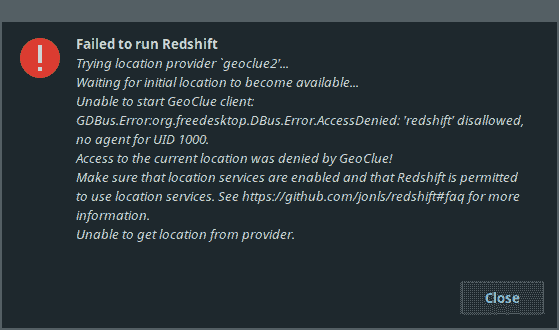 Failed to run Redshift
Trying location provider `geoclue2'...
Waiting for initial location to become available...
Unable to start GeoClue client:
GDBus.Error:org.freedesktop.DBus.Error.AccessDenied: 'redshift' disallowed,
no agent for UID 1000.
Access to the current location was denied by GeoClue!
Make sure that location services are enabled and that Redshift is permitted
to use location services. See https://github.com/jonls/redshift#faq for more
information.
Unable to get location from provider.
Close